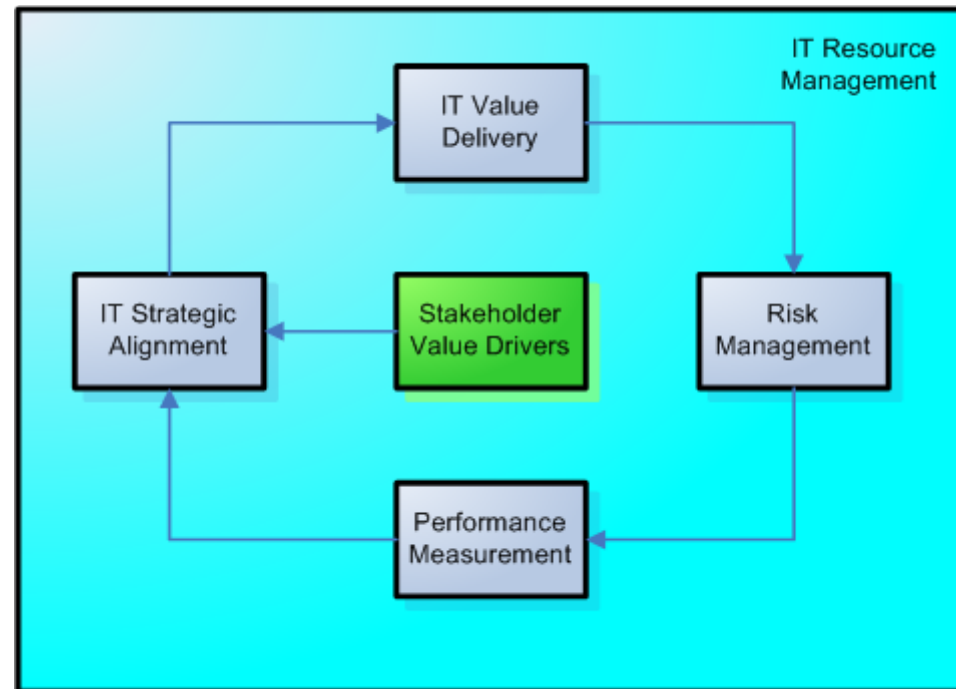 IT Resource
Management
IT Value
Delivery
IT Strategic
Alignment
Stakeholder
Value Drivers
Risk
Management
Performance
Measurement